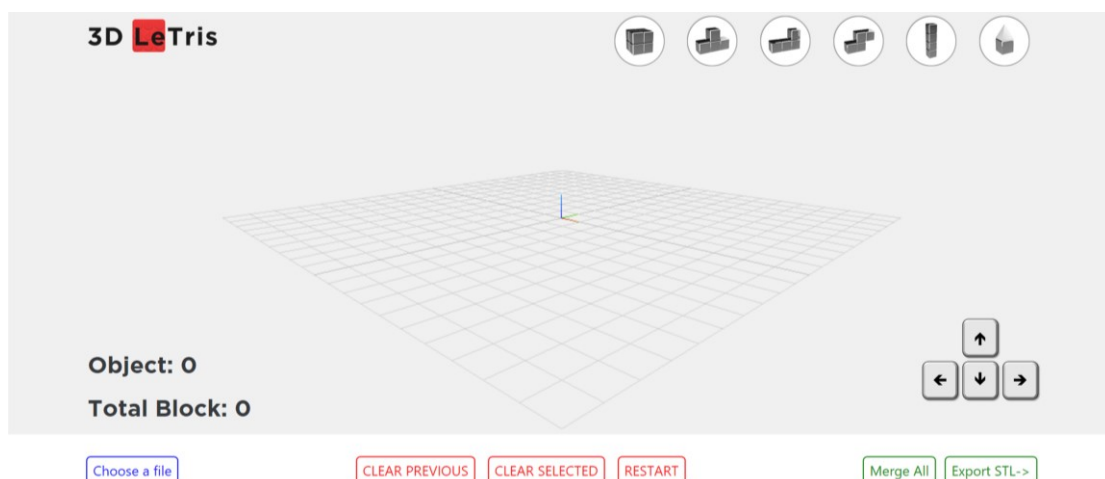 3D LeTris
Object: 0
Total Block: 0
Choose a file
CLEAR PREVIOUS
CLEAR SELECTED
RESTART
Merge All
Export STL->